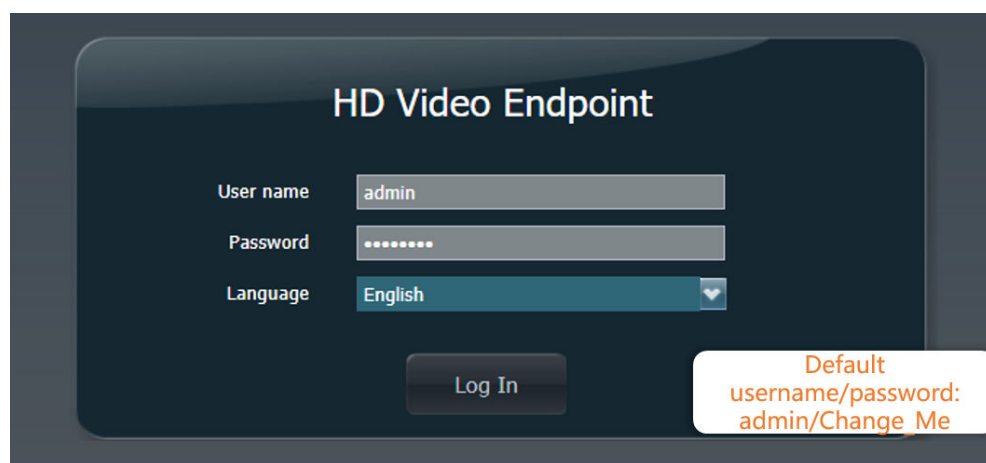 HD Video Endpoint
User name
admin
Password
••••••••
Language
English
Log In
Default
username/password:
admin/Change_Me